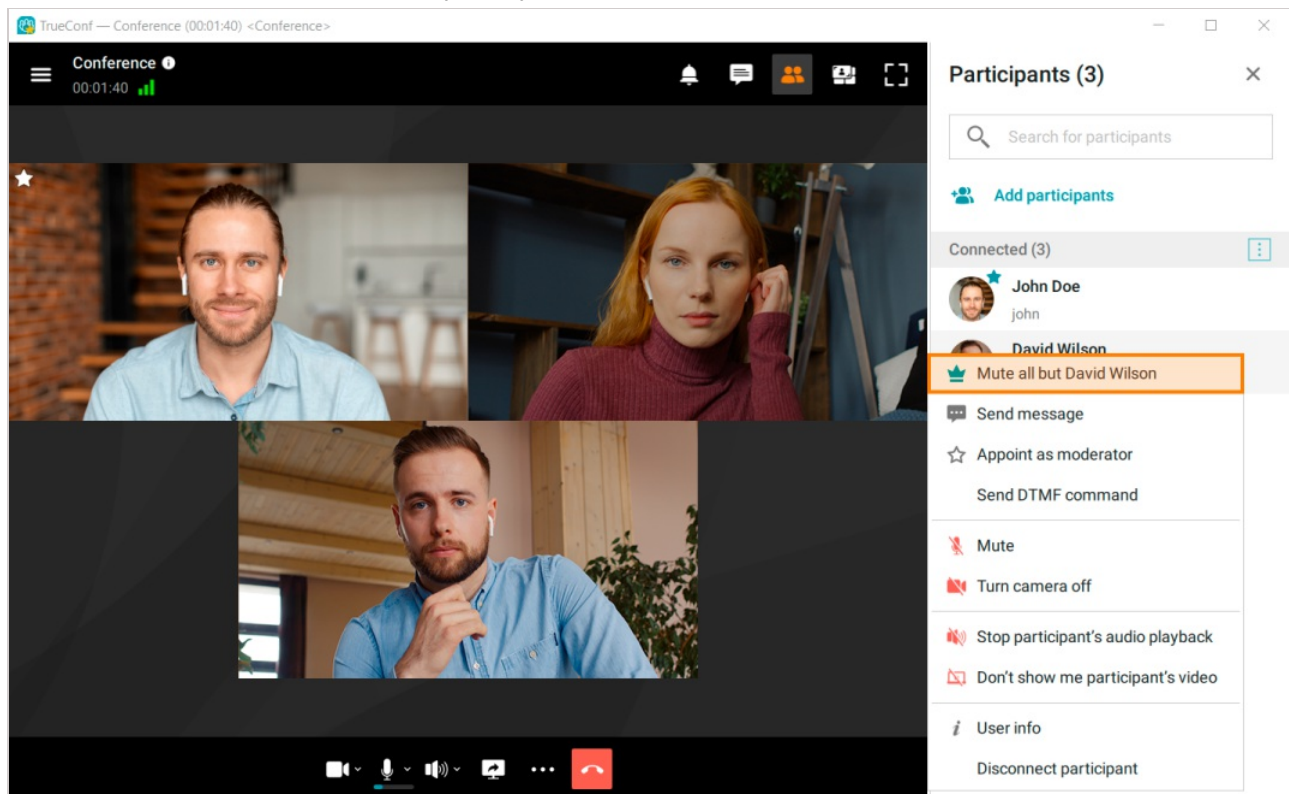 TrueConf — Conference (00:01:40) <Conference>
Conference
00:01:40
Participants (3)
Search for participants
Add participants
Connected (3)
John Doe
john
David Wilson
Mute all but David Wilson
Send message
Appoint as moderator
Send DTMF command
Mute
Turn camera off
Stop participant's audio playback
Don't show me participant's video
User info
Disconnect participant